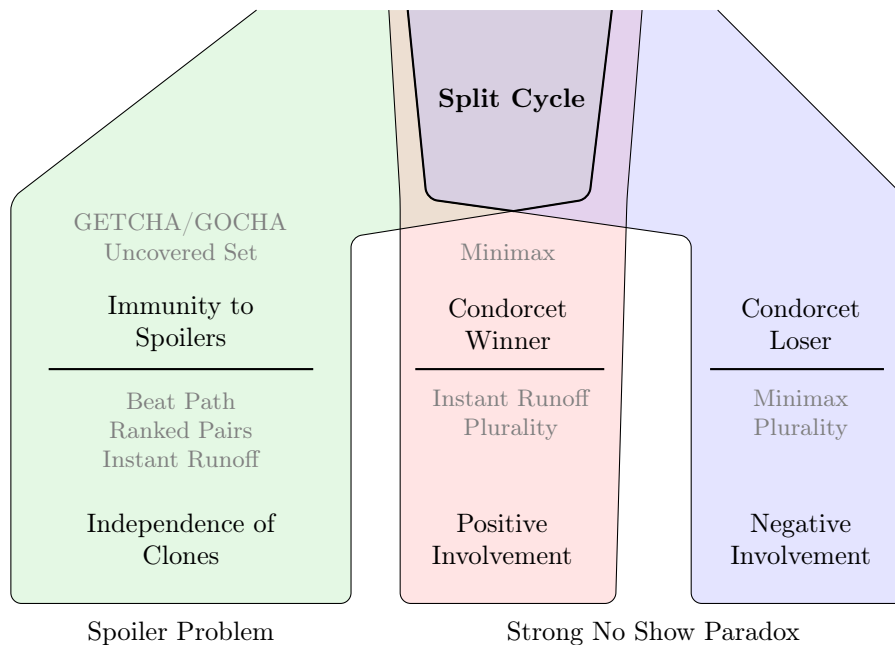 Split Cycle
GETCHA/GOCHA
Uncovered Set
Immunity to
Spoilers
Beat Path
Ranked Pairs
Instant Runoff
Independence of
Clones
Minimax
Condorcet
Winner
Instant Runoff
Plurality
Positive
Involvement
Condorcet
Loser
Minimax
Plurality
Negative
Involvement
Spoiler Problem
Strong No Show Paradox